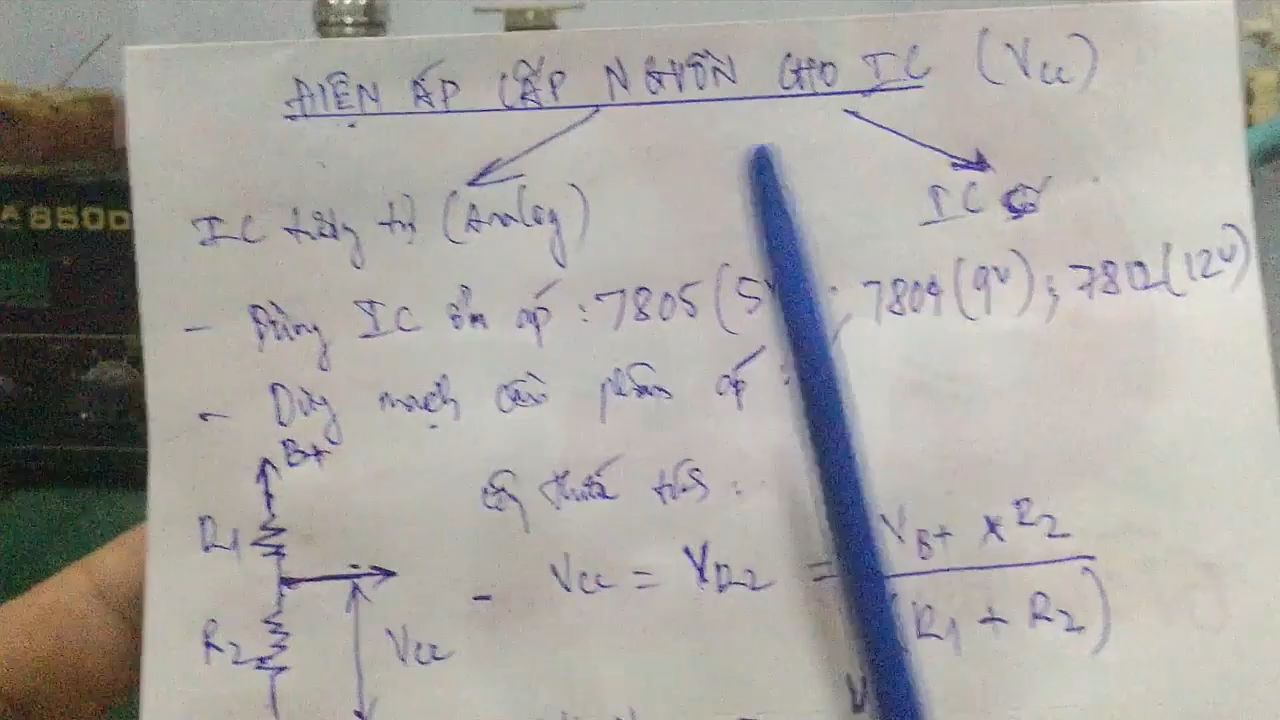 ĐIỆN ÁP CẤP NGUỒN CHO IC (Vcc)
IC tương tự (Analog)
IC số
A850D
- Dùng IC ổn áp : 7805 (5V ; 7809 (9V) ; 7812 (12V)
- Dùng mạch cầu phân áp :
B+
Công thức tính :
R1
- Vcc = VR2 = VB+ x R2
(R1 + R2)
R2
Vcc